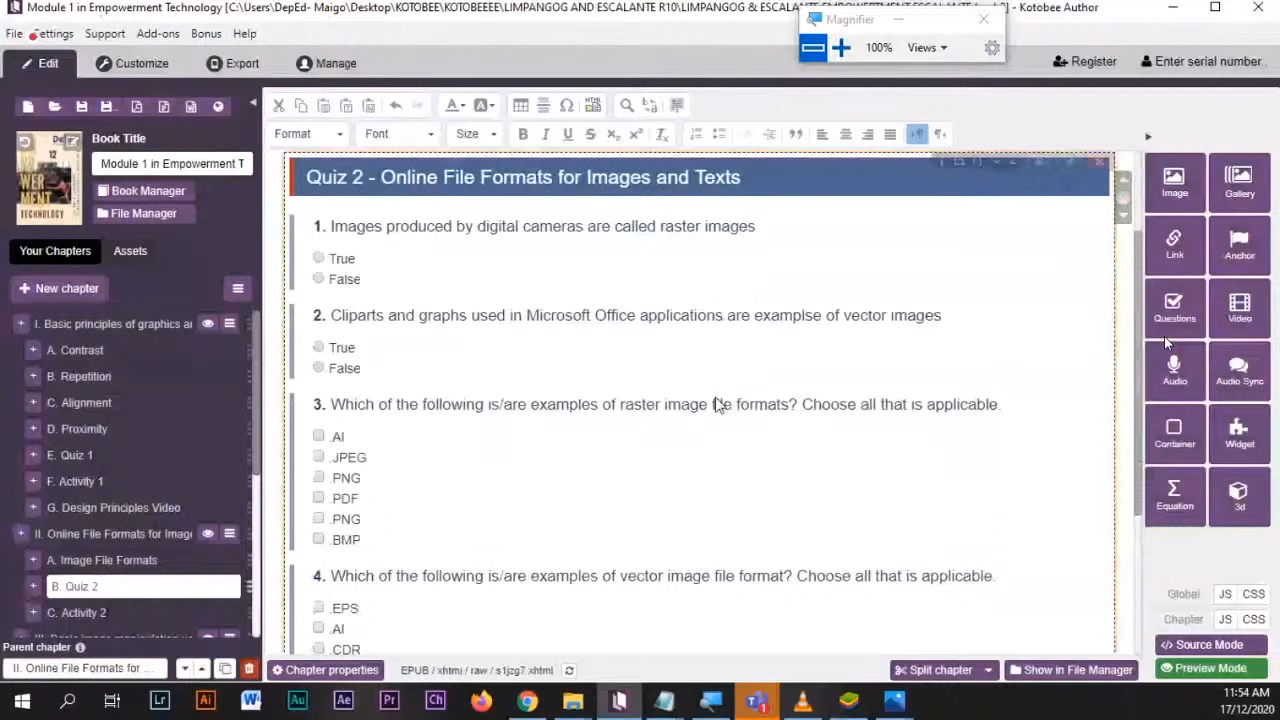 Module 1 in Empowerment Technology [C:\Users\DepEd- Maigo\Desktop\KOTOBEE\KOTOBEEEE\LIMPANGOG AND ESCALANTE R10\LIMPANGOG &
Kotobee Author
Magnifier
100%
Views
File
Settings
Add-ons
Bonus
Help
Edit
Customize
Export
Manage
Register
Enter serial number..
Book Title
Module 1 in Empowerment T
Book Manager
File Manager
Your Chapters
Assets
New chapter
I. Basic principles of graphics a
A. Contrast
B. Repetition
C. Alignment
D. Proximity
E. Quiz 1
F. Activity 1
G. Design Principles Video
II. Online File Formats for Imag
A. Image File Formats
B. Quiz 2
C. Activity 2
Parent chapter
II. Online File Formats for ...
Format
Font
Size
Quiz 2 - Online File Formats for Images and Texts
1. Images produced by digital cameras are called raster images
True
False
2. Cliparts and graphs used in Microsoft Office applications are examplse of vector images
True
False
3. Which of the following is/are examples of raster image file formats? Choose all that is applicable.
.AI
.JPEG
.PNG
.PDF
.PNG
.BMP
4. Which of the following is/are examples of vector image file format? Choose all that is applicable.
.EPS
.AI
.CDR
Chapter properties
EPUB / xhtml / raw / s1jzg7.xhtml
Split chapter
Show in File Manager
Image
Gallery
Link
Anchor
Questions
Video
Audio
Audio Sync
Container
Widget
Equation
3d
Global
JS
CSS
Chapter
JS
CSS
Source Mode
Preview Mode
11:54 AM
17/12/2020